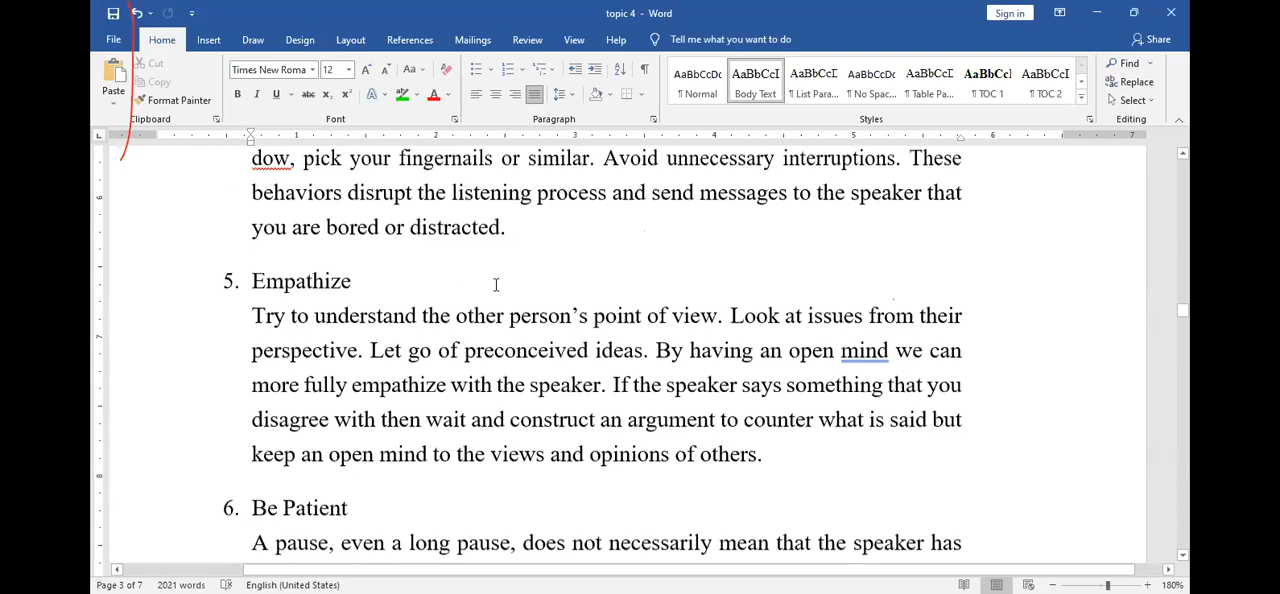 topic 4 - Word
Sign in
File Home Insert Draw Design Layout References Mailings Review View Help Tell me what you want to do Share
Paste
Cut
Copy
Format Painter
Clipboard
Times New Roma 12
Font
Paragraph
AaBbCcDc ¶ Normal
AaBbCcI Body Text
AaBbCcI ¶ List Para...
AaBbCcDc ¶ No Spac...
AaBbCcI ¶ Table Pa...
AaBbCcl ¶ TOC 1
AaBbCcI ¶ TOC 2
Styles
Find
Replace
Select
Editing
1 2 3 4 5 6 7
dow, pick your fingernails or similar. Avoid unnecessary interruptions. These
behaviors disrupt the listening process and send messages to the speaker that
you are bored or distracted.
5. Empathize
Try to understand the other person’s point of view. Look at issues from their
perspective. Let go of preconceived ideas. By having an open mind we can
more fully empathize with the speaker. If the speaker says something that you
disagree with then wait and construct an argument to counter what is said but
keep an open mind to the views and opinions of others.
6. Be Patient
A pause, even a long pause, does not necessarily mean that the speaker has
Page 3 of 7 2021 words English (United States) 180%